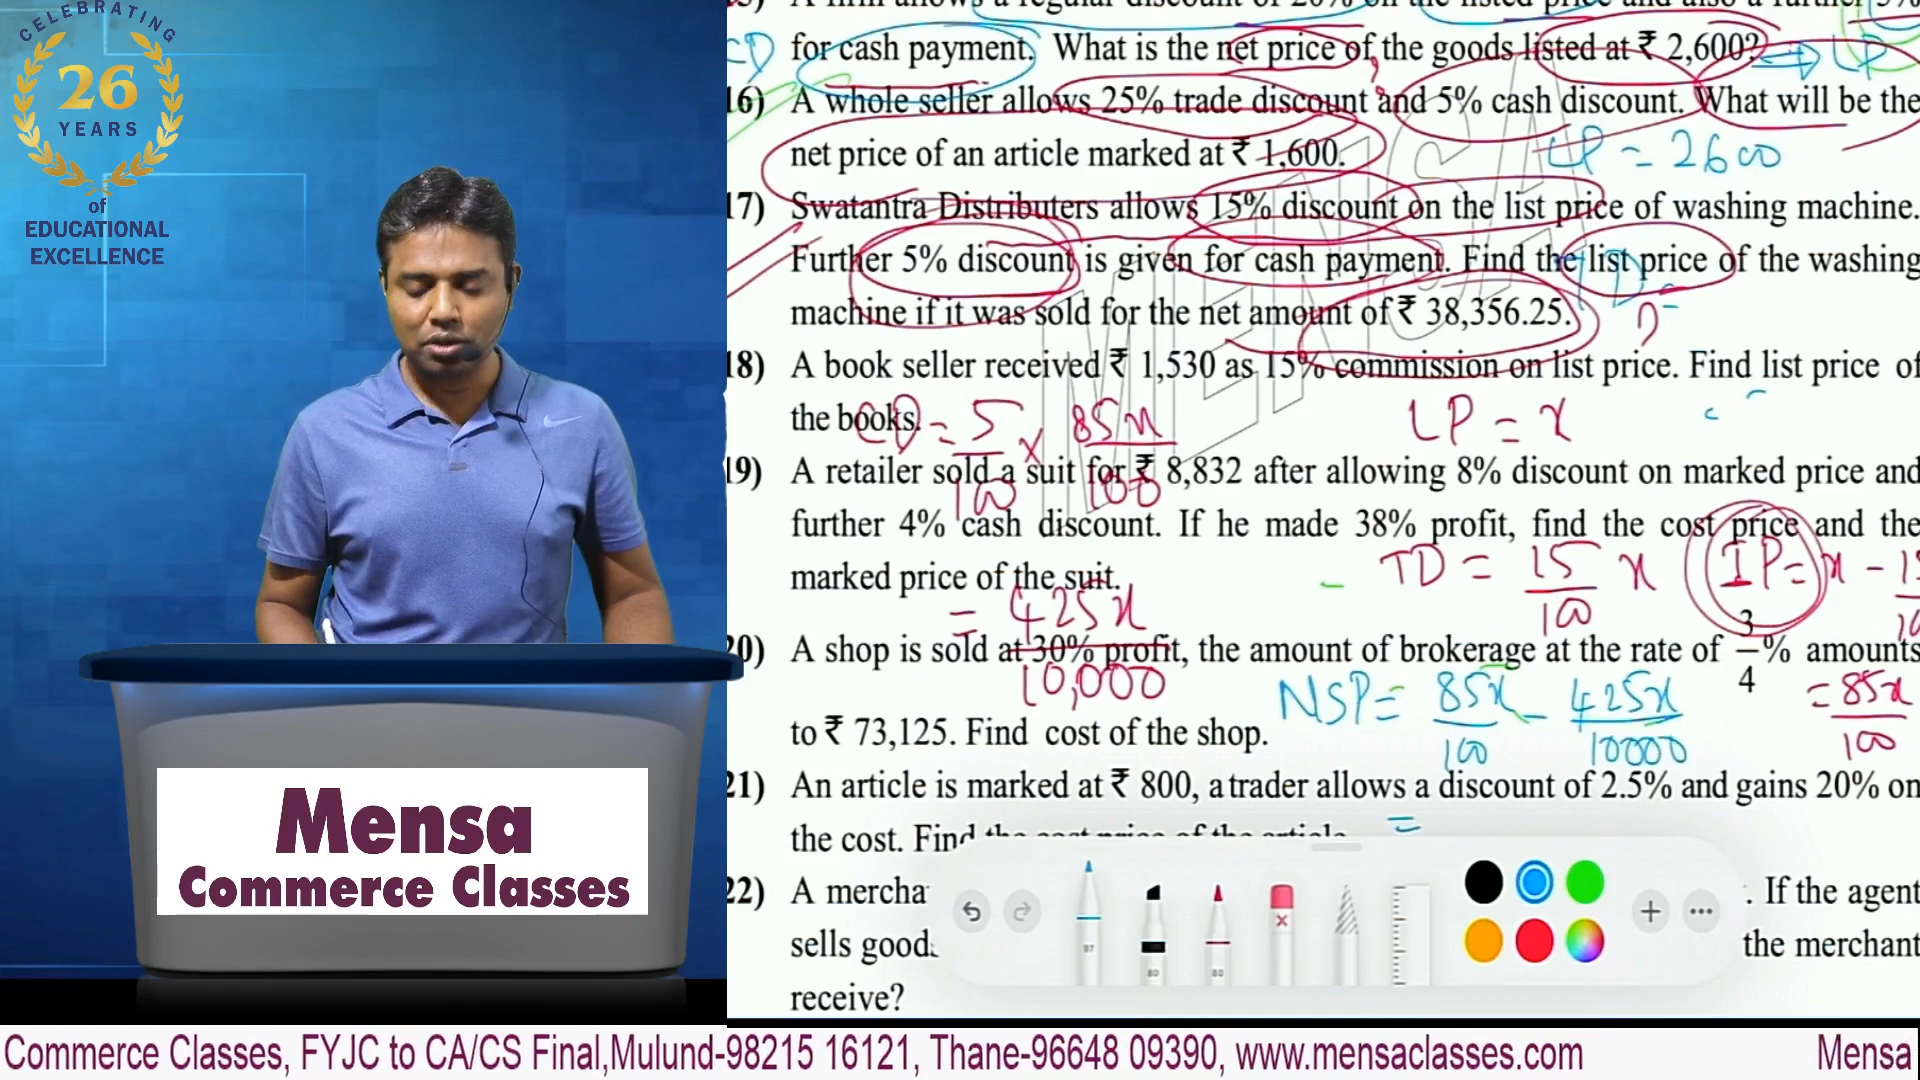 CELEBRATING
26
YEARS
of
EDUCATIONAL
EXCELLENCE
Mensa
Commerce Classes
for cash payment. What is the net price of the goods listed at ₹ 2,600? → LP
16) A whole seller allows 25% trade discount and 5% cash discount. What will be the
net price of an article marked at ₹ 1,600.
LP = 2600
17) Swatantra Distributers allows 15% discount on the list price of washing machine.
Further 5% discount is given for cash payment. Find the list price of the washing
machine if it was sold for the net amount of ₹ 38,356.25.
18) A book seller received ₹ 1,530 as 15% commission on list price. Find list price of
the books.
CD = 5/100 × 85x/100
LP = x
19) A retailer sold a suit for ₹ 8,832 after allowing 8% discount on marked price and
further 4% cash discount. If he made 38% profit, find the cost price and the
marked price of the suit.
TD = 15/100 x
IP = x -
= 425x/10,000
20) A shop is sold at 30% profit, the amount of brokerage at the rate of 3/4% amounts
to ₹ 73,125. Find cost of the shop.
NSP = 85x/100 - 425x/10000
= 85x/100
21) An article is marked at ₹ 800, a trader allows a discount of 2.5% and gains 20% on
the cost. Find the cost price of the article.
=
22) A mercha . If the agent
sells good the merchant
receive?
97 80 80
Commerce Classes, FYJC to CA/CS Final,Mulund-98215 16121, Thane-96648 09390, www.mensaclasses.com Mensa